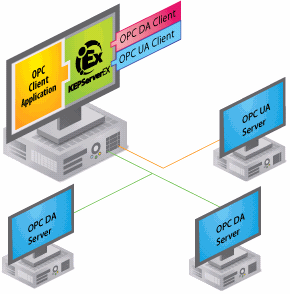 OPC DA Client
OPC UA Client
OPC
Client
Application
Ex
KEPServerEX
OPC UA
Server
OPC DA
Server
OPC DA
Server